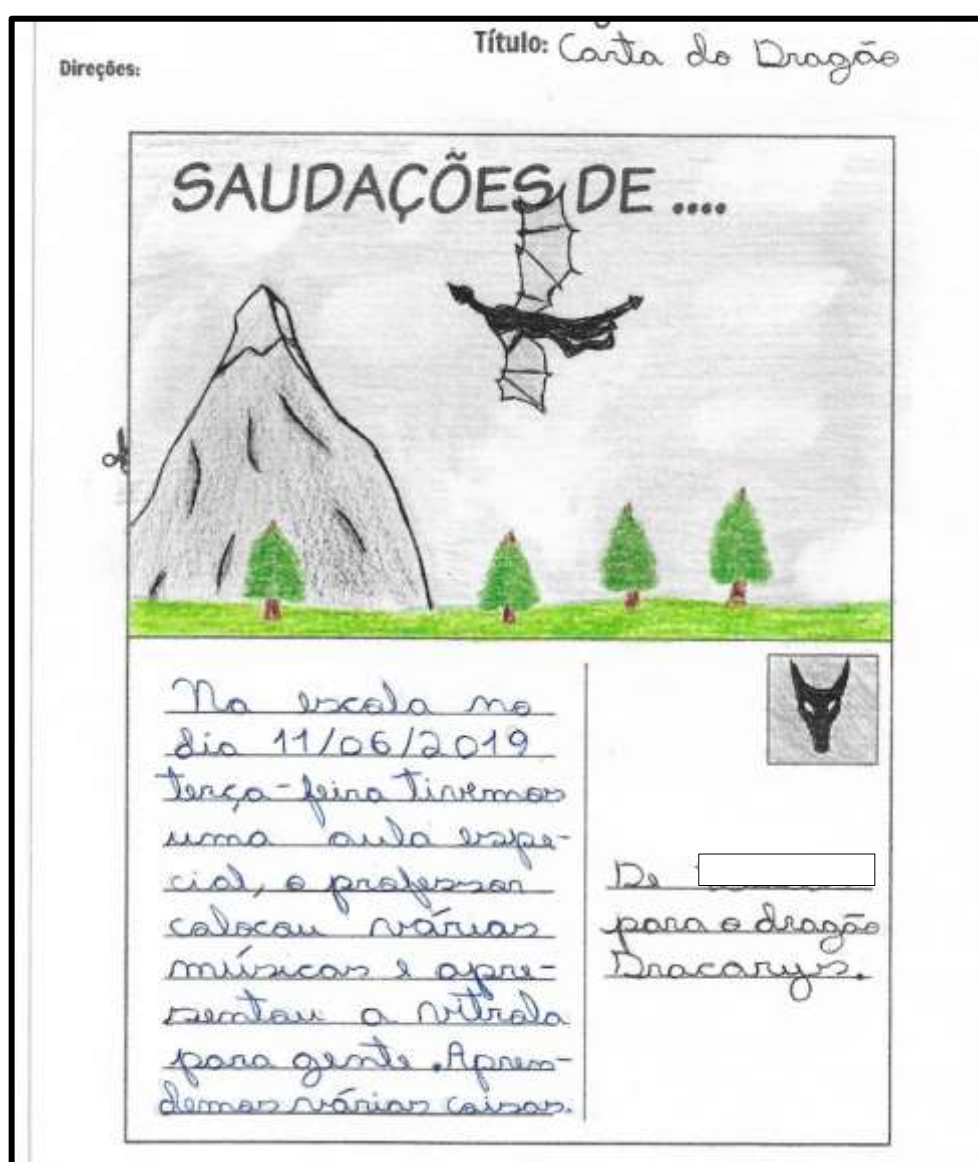 Título: Carta do Dragão
Direções:
SAUDAÇÕES DE ....
Na escola no
dia 11/06/2019
terça-feira tivemos
uma aula espe-
cial, o professor
colocou várias
músicas e apre-
sentou a vitrola
para gente. Apren-
demos várias coisas.
De
para o dragão
Dracarys.